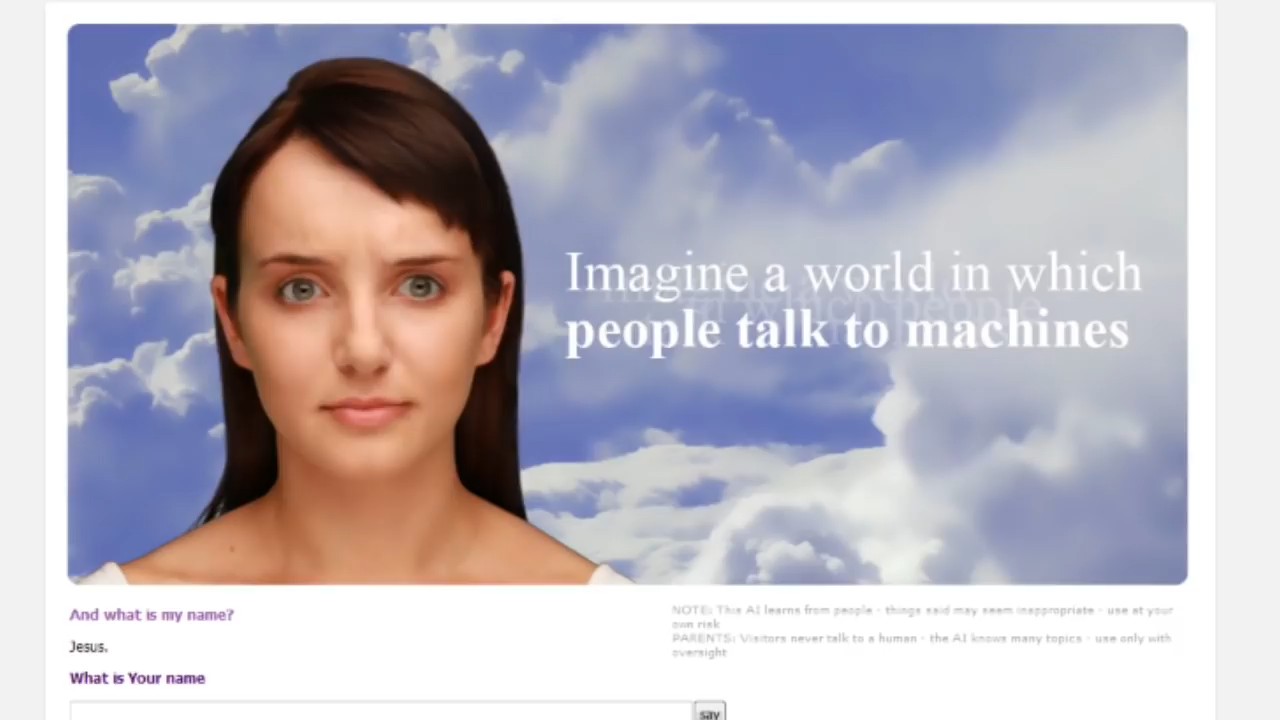 Imagine a world in which
people talk to machines
And what is my name?
Jesus.
What is Your name
say
NOTE: This AI learns from people - things said may seem inappropriate - use at your
own risk
PARENTS: Visitors never talk to a human - the AI knows many topics - use only with
oversight